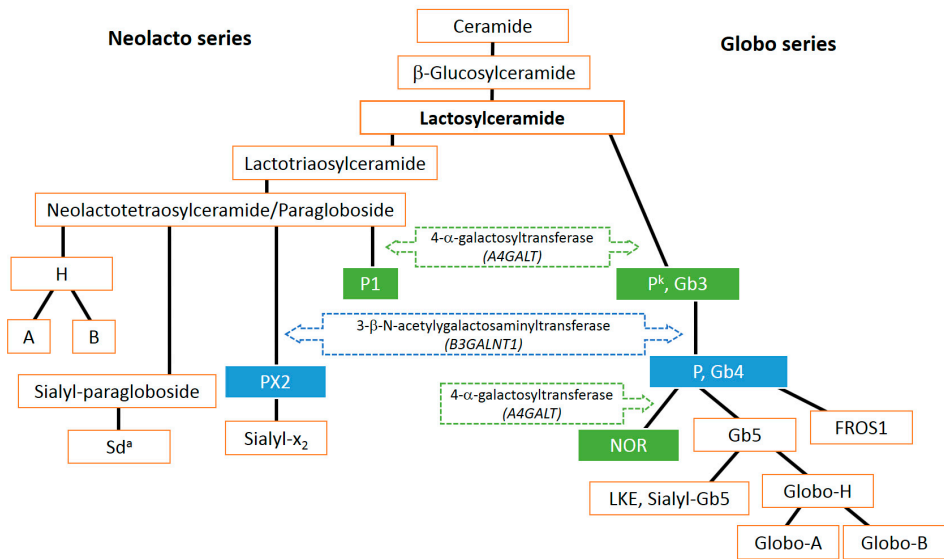 Ceramide
Neolacto series
Globo series
β-Glucosylceramide
Lactosylceramide
Lactotriaosylceramide
Neolactotetraosylceramide/Paragloboside
4-α-galactosyltransferase
(A4GALT)
H
P1
Pᵏ, Gb3
A
B
3-β-N-acetylygalactosaminyltransferase
(B3GALNT1)
Sialyl-paragloboside
PX2
P, Gb4
4-α-galactosyltransferase
(A4GALT)
Sdᵃ
Sialyl-x₂
NOR
Gb5
FROS1
LKE, Sialyl-Gb5
Globo-H
Globo-A
Globo-B